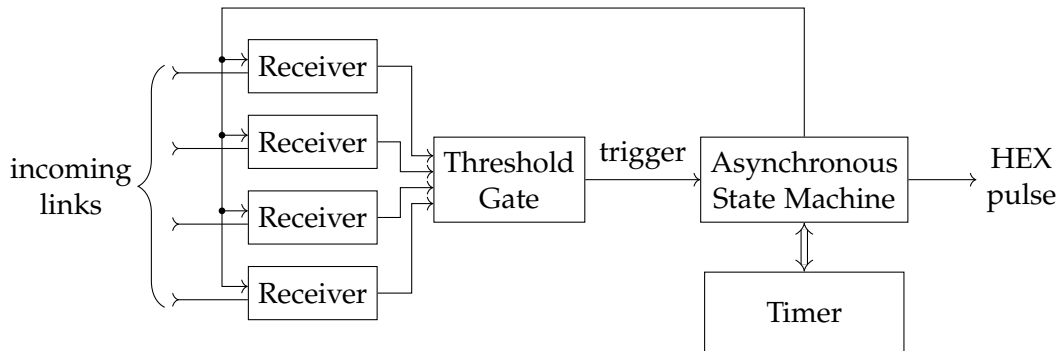 incoming
links
Receiver
Receiver
Receiver
Receiver
Threshold
Gate
trigger
Asynchronous
State Machine
HEX
pulse
Timer